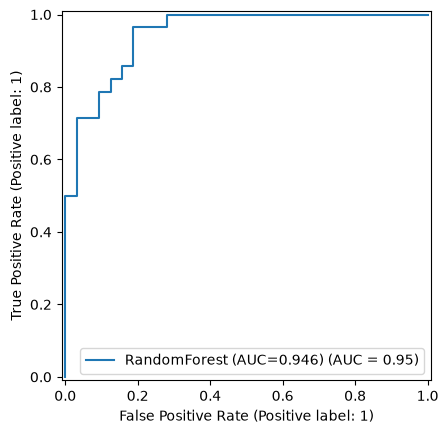 1.0
0.8
0.6
0.4
0.2
0.0
True Positive Rate (Positive label: 1)
RandomForest (AUC=0.946) (AUC = 0.95)
0.0 0.2 0.4 0.6 0.8 1.0
False Positive Rate (Positive label: 1)